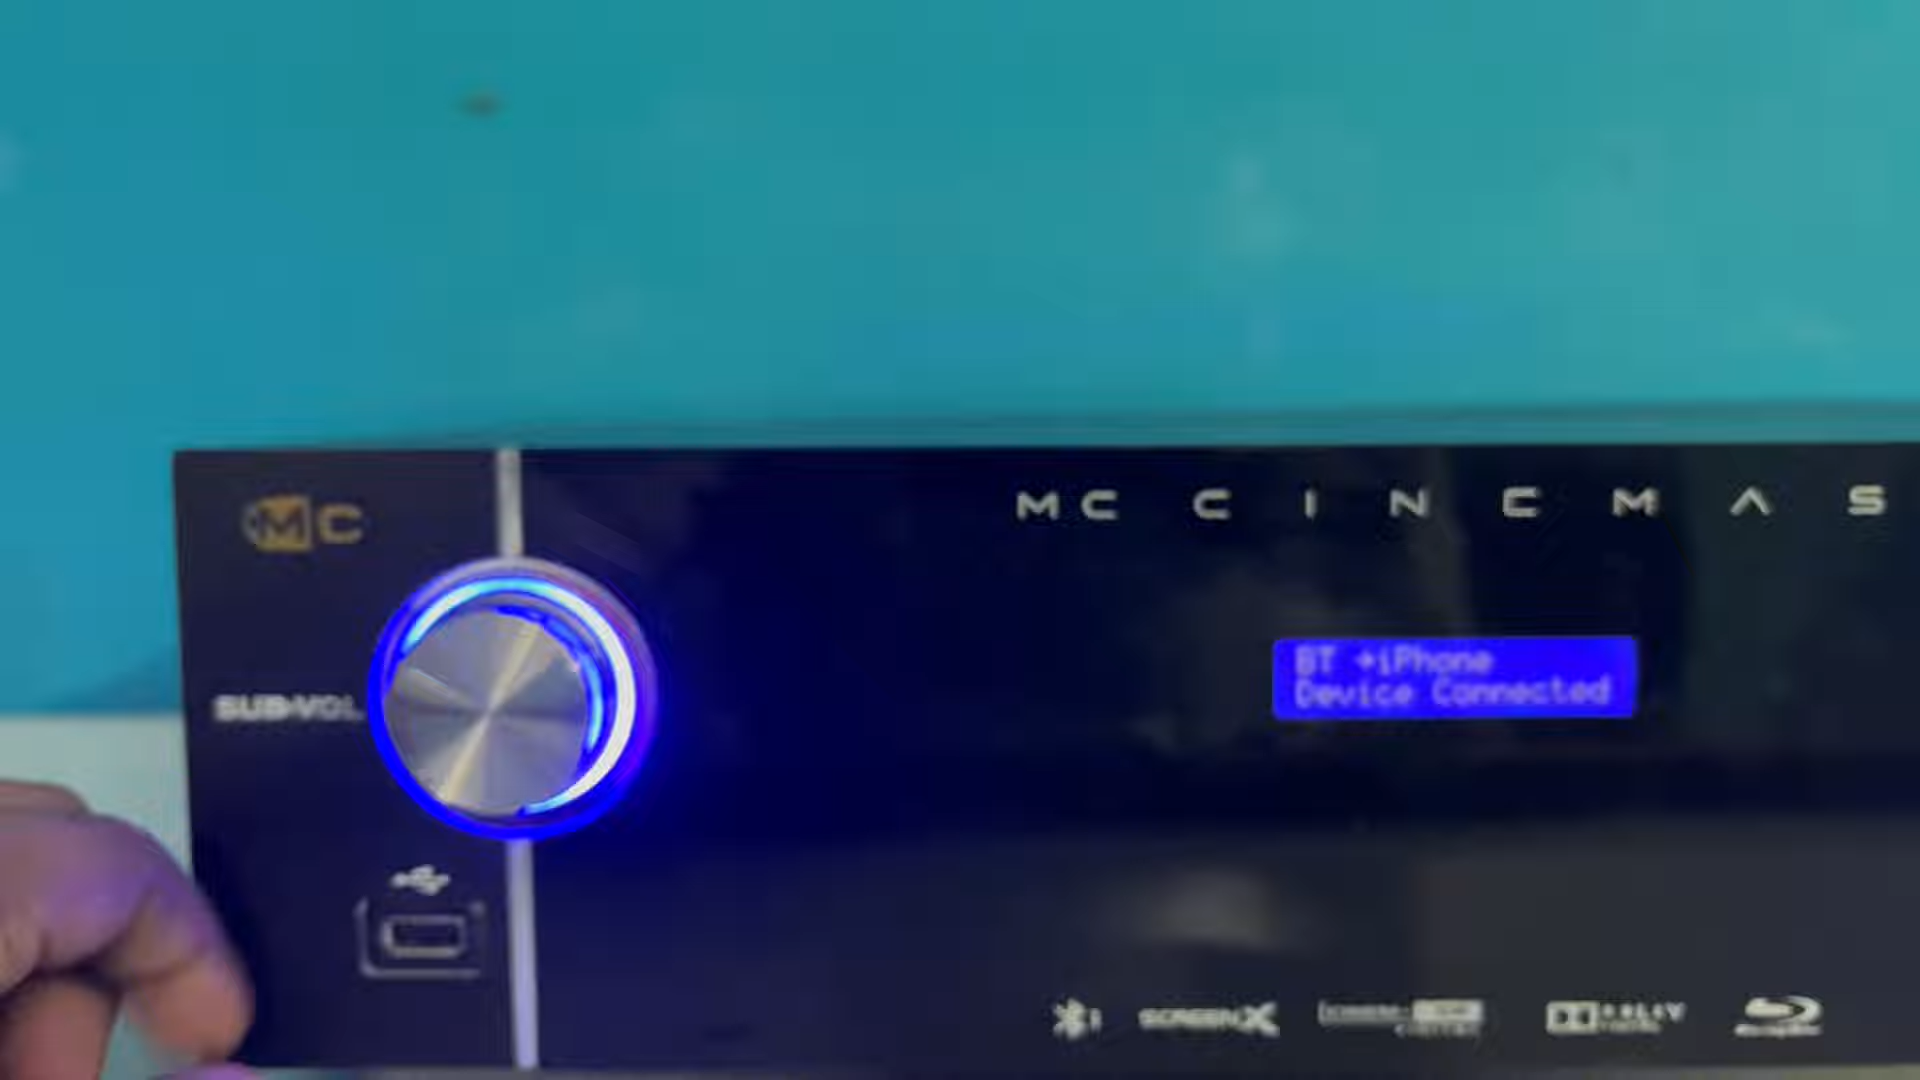 MC
MC CINEMAS
BT →iPhone
Device Connected
SUB-VOL
SCREENX